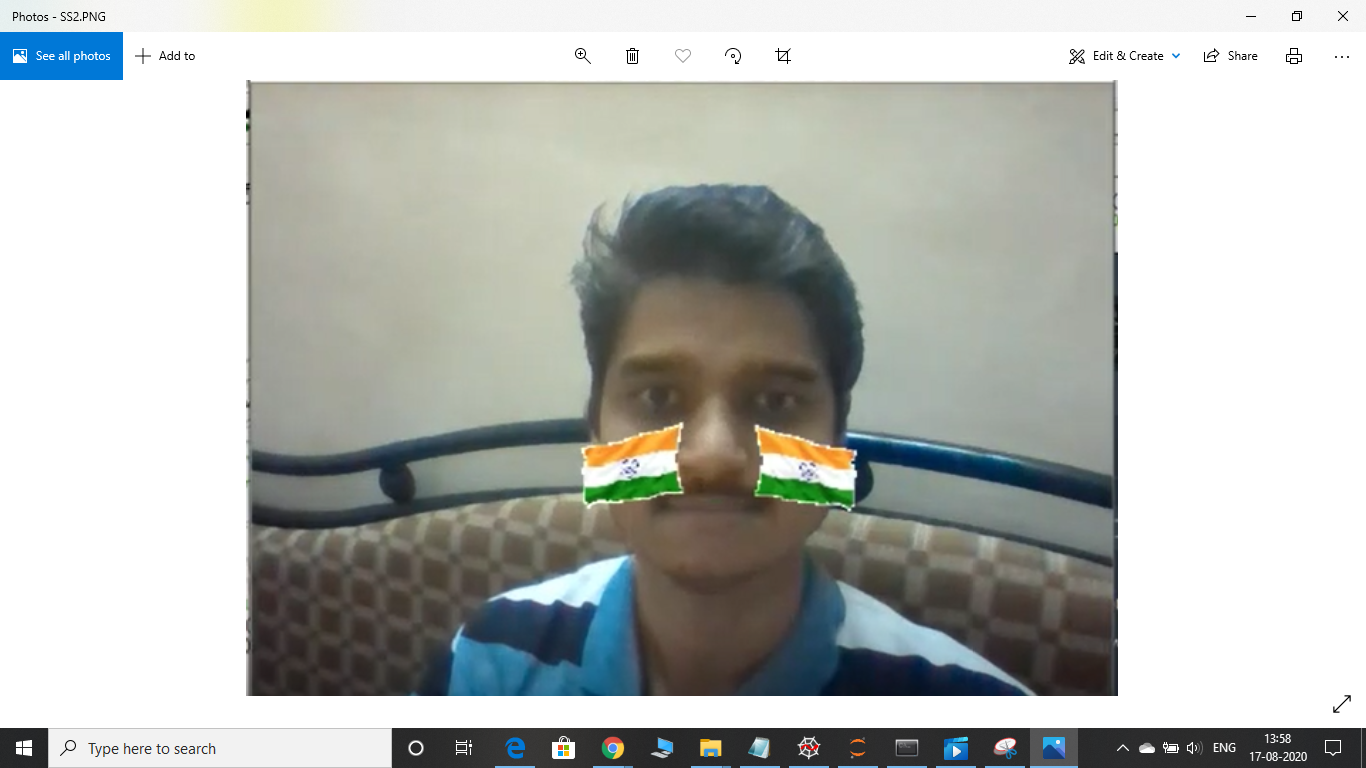 Photos - SS2.PNG
See all photos
Add to
Edit & Create
Share
Type here to search
ENG
13:58
17-08-2020